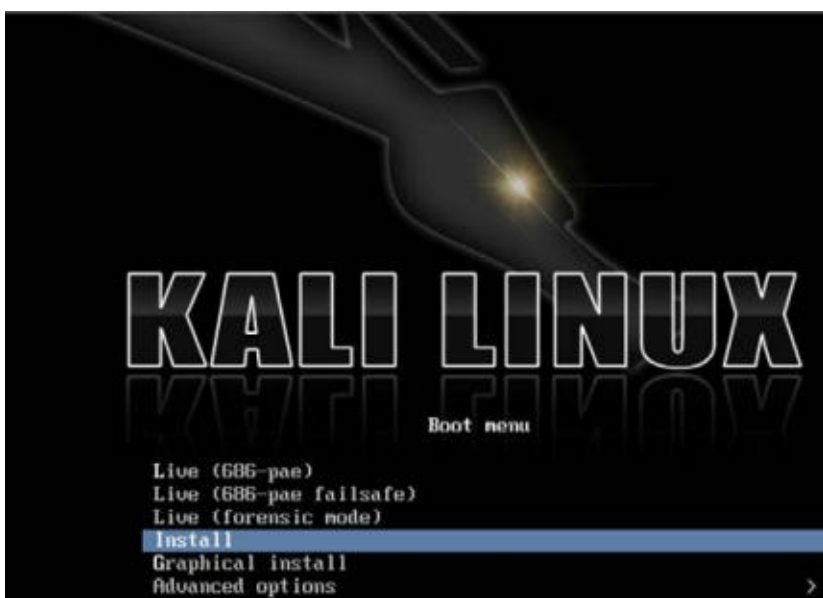 KALI LINUX
Boot menu
Live (686-pae)
Live (686-pae failsafe)
Live (forensic mode)
Install
Graphical install
Advanced options >